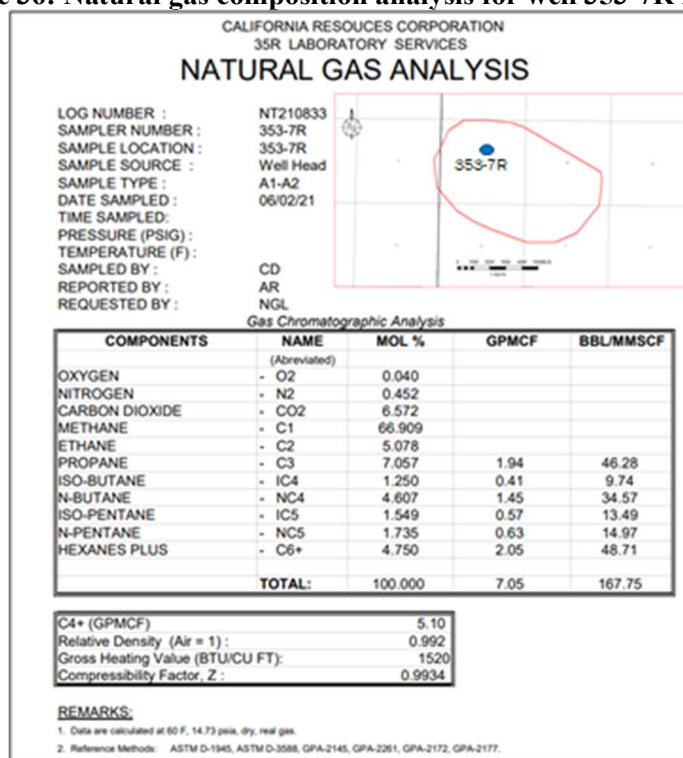 CALIFORNIA RESOUCES CORPORATION
35R LABORATORY SERVICES
NATURAL GAS ANALYSIS
LOG NUMBER : NT210833
SAMPLER NUMBER : 353-7R
SAMPLE LOCATION : 353-7R
SAMPLE SOURCE : Well Head
SAMPLE TYPE : A1-A2
DATE SAMPLED : 06/02/21
TIME SAMPLED:
PRESSURE (PSIG) :
TEMPERATURE (F) :
SAMPLED BY : CD
REPORTED BY : AR
REQUESTED BY : NGL
353-7R
Gas Chromatographic Analysis
COMPONENTS NAME MOL % GPMCF BBL/MMSCF
(Abreviated)
OXYGEN - O2 0.040
NITROGEN - N2 0.452
CARBON DIOXIDE - CO2 6.572
METHANE - C1 66.909
ETHANE - C2 5.078
PROPANE - C3 7.057 1.94 46.28
ISO-BUTANE - IC4 1.250 0.41 9.74
N-BUTANE - NC4 4.607 1.45 34.57
ISO-PENTANE - IC5 1.549 0.57 13.49
N-PENTANE - NC5 1.735 0.63 14.97
HEXANES PLUS - C6+ 4.750 2.05 48.71
TOTAL: 100.000 7.05 167.75
C4+ (GPMCF) 5.10
Relative Density (Air = 1) : 0.992
Gross Heating Value (BTU/CU FT): 1520
Compressibility Factor, Z : 0.9934
REMARKS:
1. Data are calculated at 60 F, 14.73 psia, dry, real gas.
2. Reference Methods: ASTM D-1945, ASTM D-3588, GPA-2145, GPA-2261, GPA-2172, GPA-2177.